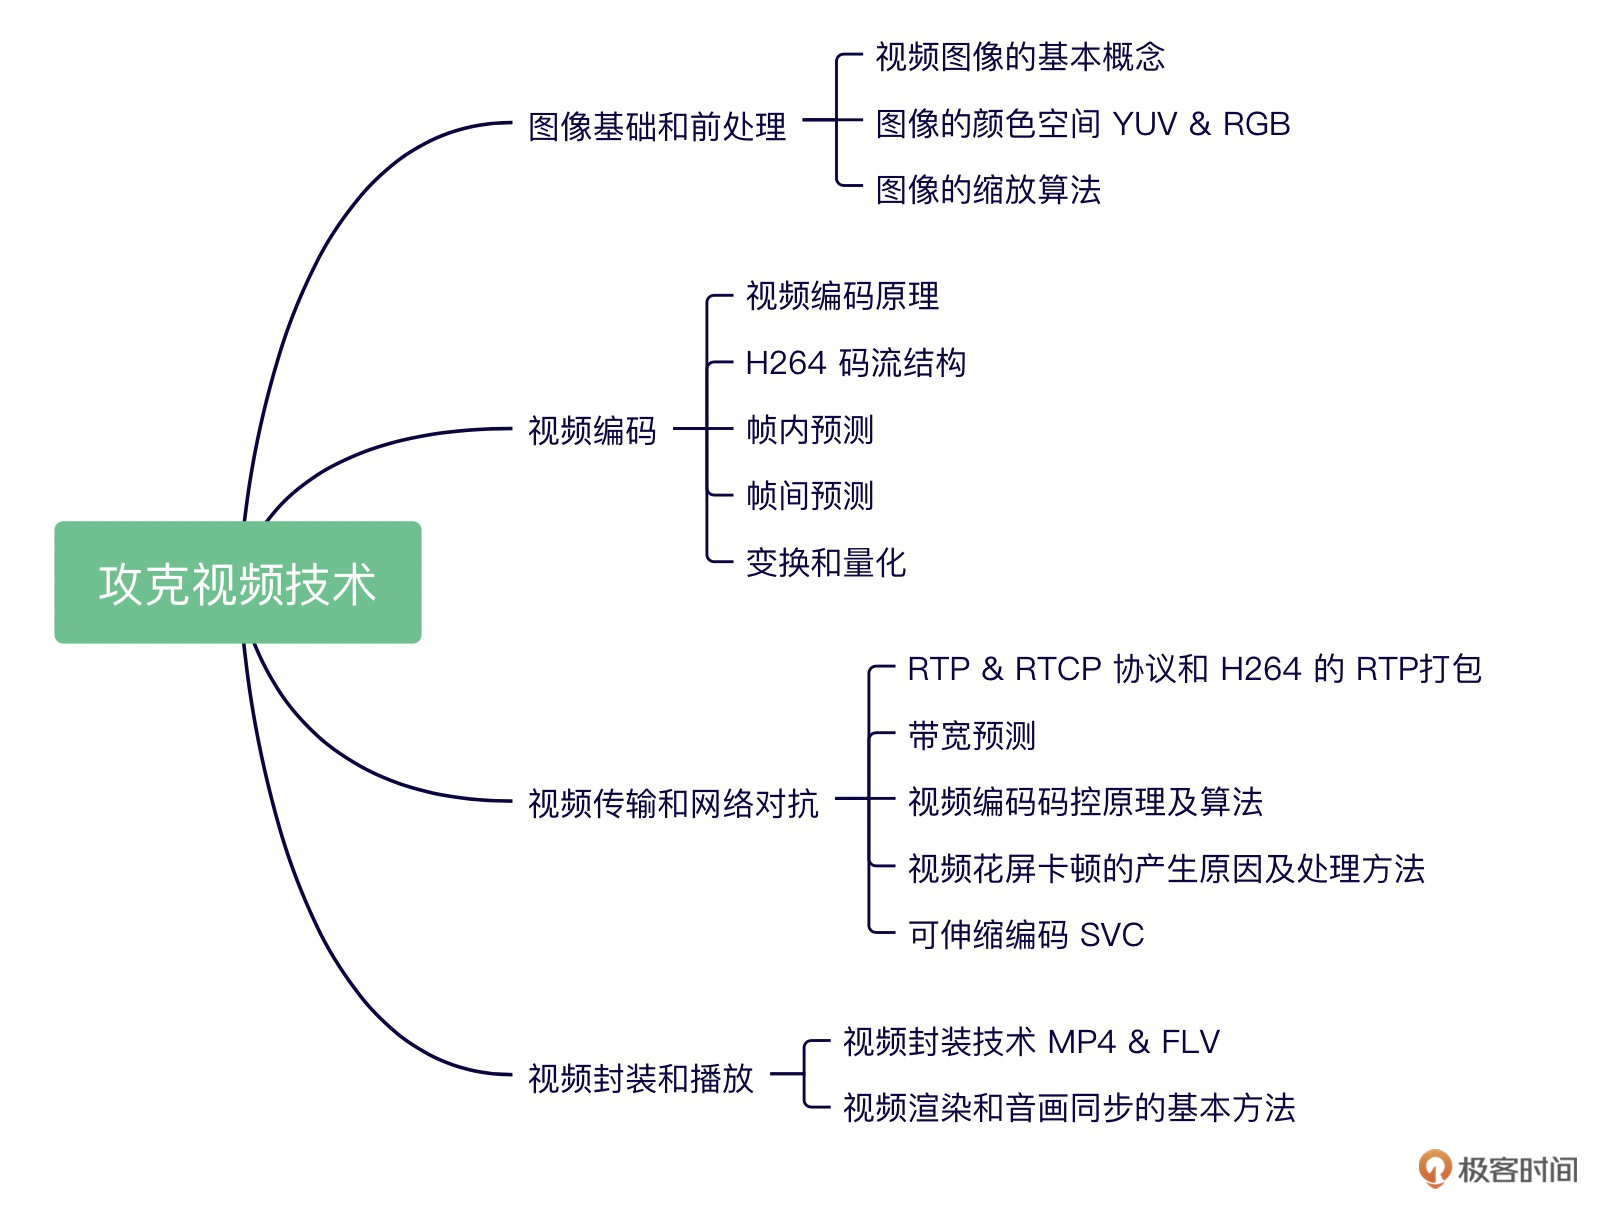 视频图像的基本概念
图像基础和前处理
图像的颜色空间 YUV & RGB
图像的缩放算法
视频编码原理
H264 码流结构
视频编码
帧内预测
帧间预测
变换和量化
攻克视频技术
RTP & RTCP 协议和 H264 的 RTP打包
带宽预测
视频传输和网络对抗
视频编码码控原理及算法
视频花屏卡顿的产生原因及处理方法
可伸缩编码 SVC
视频封装技术 MP4 & FLV
视频封装和播放
视频渲染和音画同步的基本方法
极客时间